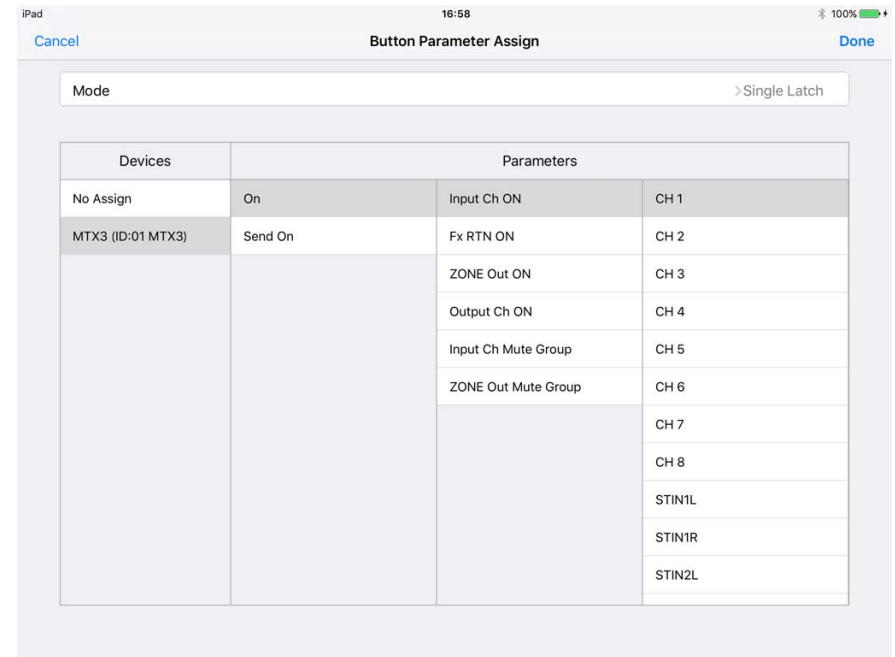 iPad 16:58 100%
Cancel Button Parameter Assign Done
Mode >Single Latch
Devices Parameters
No Assign On Input Ch ON CH 1
MTX3 (ID:01 MTX3) Send On Fx RTN ON CH 2
ZONE Out ON CH 3
Output Ch ON CH 4
Input Ch Mute Group CH 5
ZONE Out Mute Group CH 6
CH 7
CH 8
STIN1L
STIN1R
STIN2L